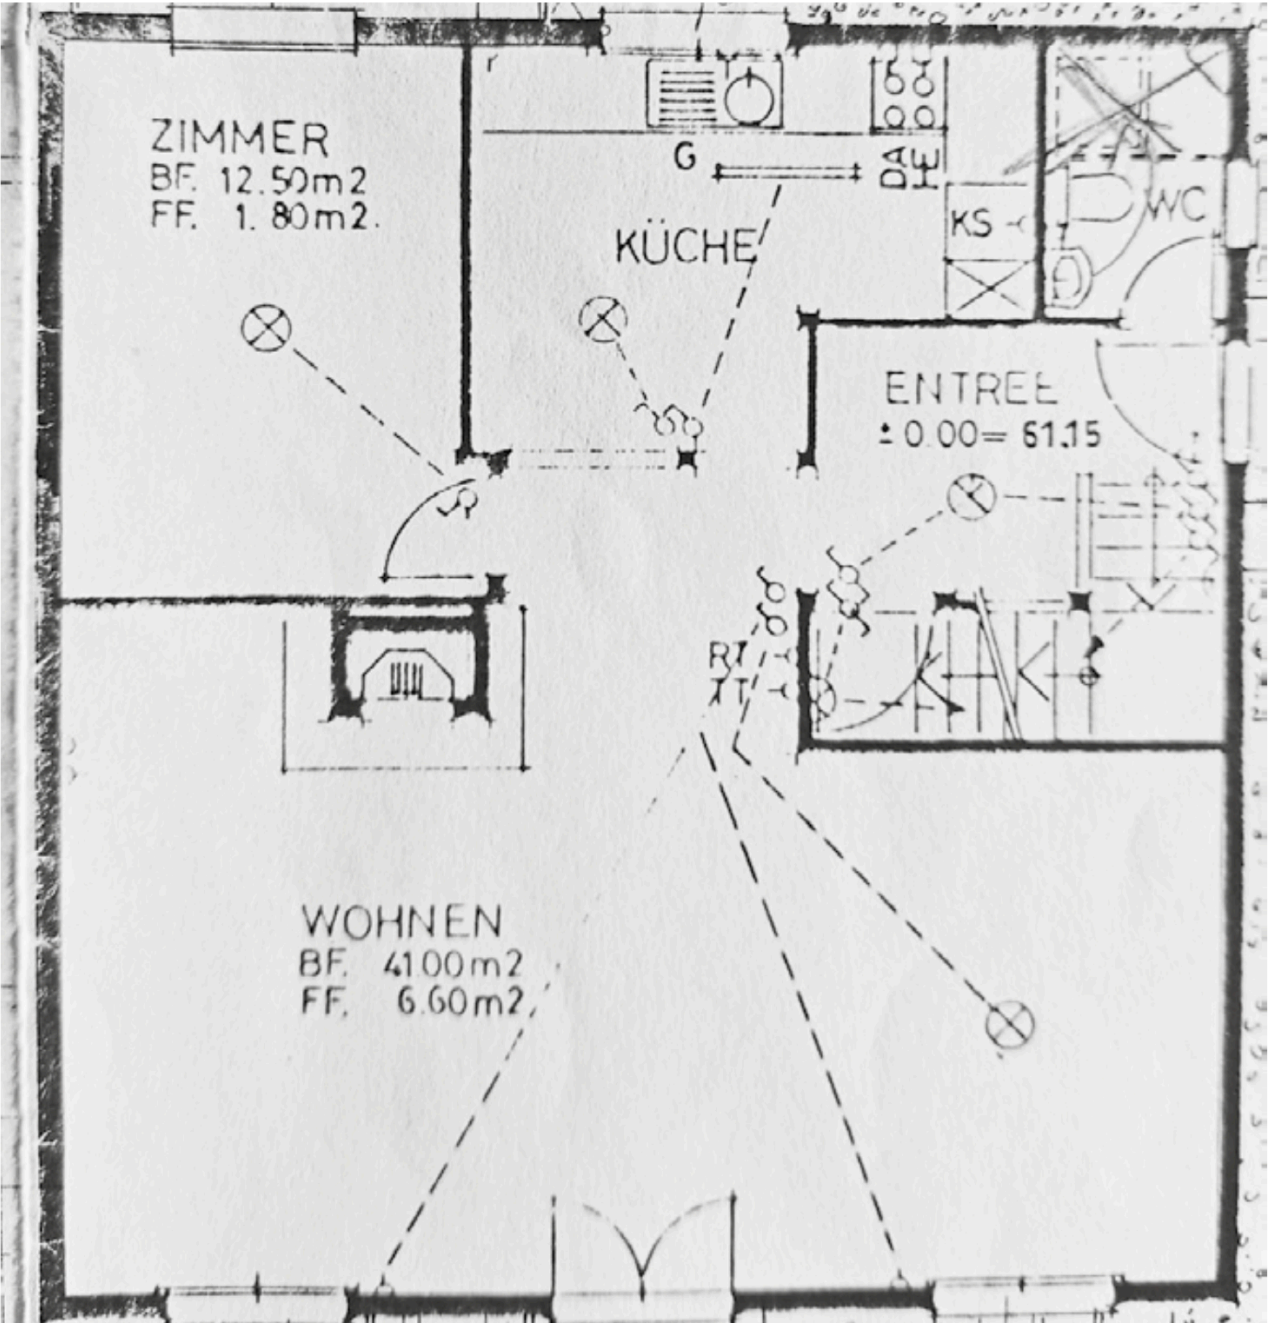 ZIMMER
BF. 12.50m2
FF. 1.80m2.
G
DA
HE
KÜCHE
KS
WC
ENTREE
±0.00= 61.15
RT
TT
WOHNEN
BF. 41.00m2
FF. 6.60m2